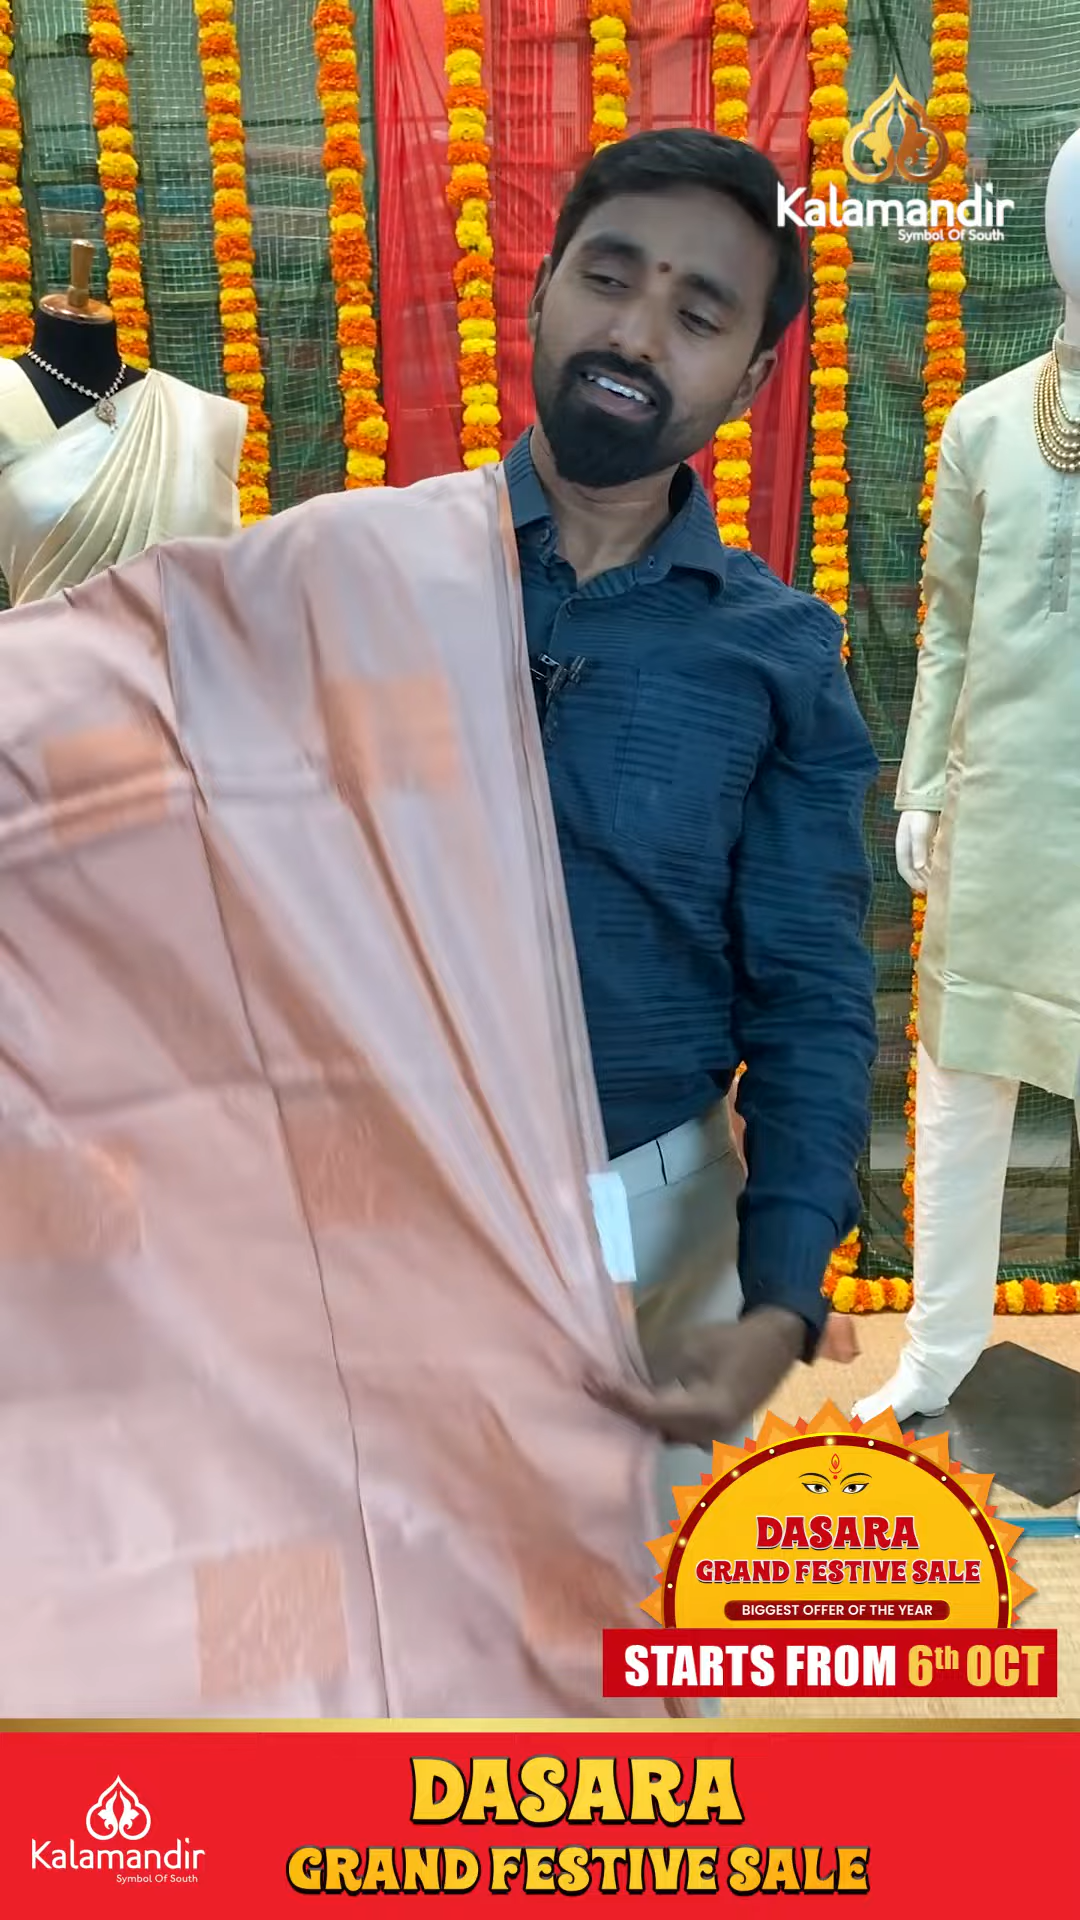 Kalamandir
Symbol Of South
DASARA
GRAND FESTIVE SALE
BIGGEST OFFER OF THE YEAR
STARTS FROM 6th OCT
DASARA
GRAND FESTIVE SALE
Kalamandir
Symbol Of South